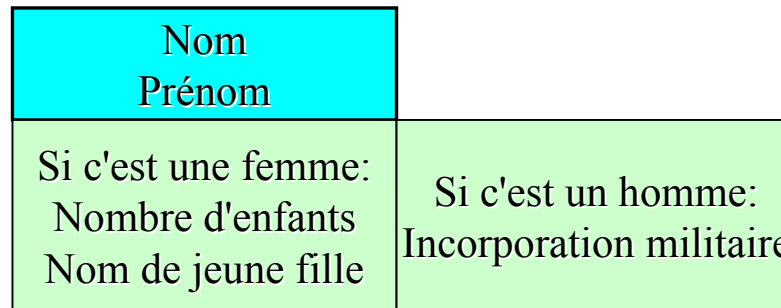 Nom
Prénom
Si c'est une femme:
Nombre d'enfants
Nom de jeune fille
Si c'est un homme:
Incorporation militaire